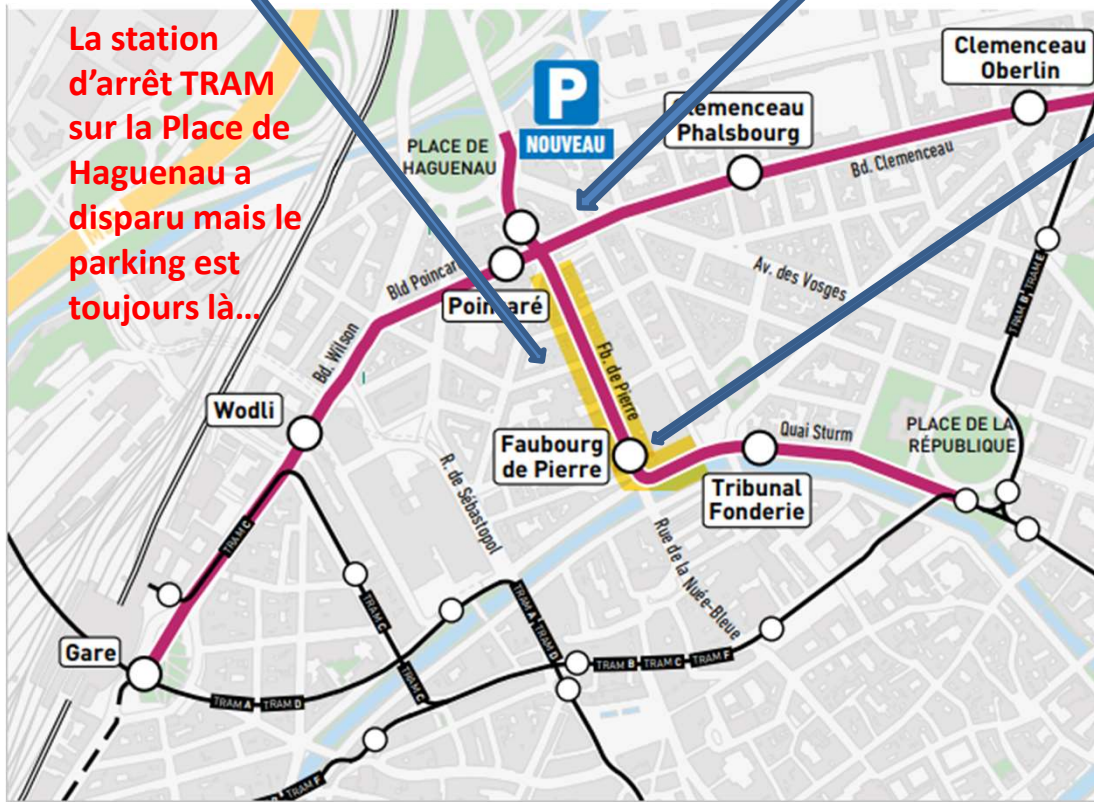 La station
d'arrêt TRAM
sur la Place de
Haguenau a
disparu mais le
parking est
toujours là...
P
NOUVEAU
PLACE DE
HAGUENAU
Clemenceau
Oberlin
Clemenceau
Phalsbourg
Bd. Clemenceau
Av. des Vosges
Bld Poincaré
Poincaré
Bd. Wilson
Wodli
Fb. de Pierre
Faubourg
de Pierre
Quai Sturm
PLACE DE LA
RÉPUBLIQUE
Tribunal
Fonderie
R. de Sébastopol
Rue de la Nuée-Bleue
TRAM E
TRAM B
TRAM C
TRAM C
TRAM C
TRAM A
TRAM D
TRAM B
TRAM C
TRAM F
Gare
TRAM A
TRAM D
TRAM F